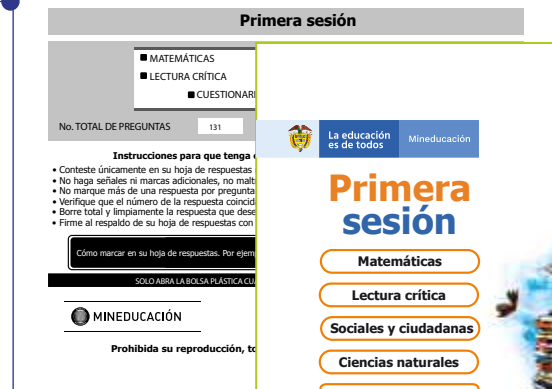 Primera sesión
MATEMÁTICAS
LECTURA CRÍTICA
CUESTIONARI
No. TOTAL DE PREGUNTAS 131
Instrucciones para que tenga
• Conteste únicamente en su hoja de respuestas
• No haga señales ni marcas adicionales, no malt
• No marque más de una respuesta por pregunta
• Verifique que el número de la respuesta coincid
• Borre total y limpiamente la respuesta que dese
• Firme al respaldo de su hoja de respuestas con
Cómo marcar en su hoja de respuestas. Por ejem
SOLO ABRA LA BOLSA PLÁSTICA CU
MINEDUCACIÓN
Prohibida su reproducción, to
La educación
es de todos
Mineducación
Primera
sesión
Matemáticas
Lectura crítica
Sociales y ciudadanas
Ciencias naturales